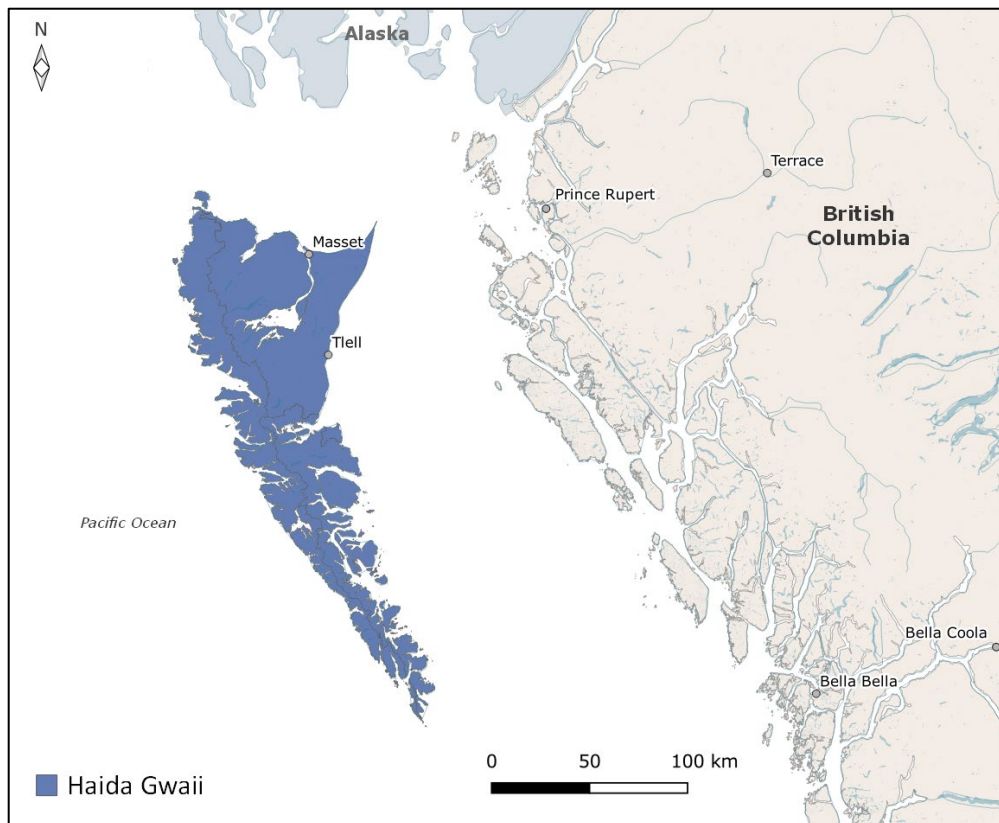 N
Alaska
Terrace
Prince Rupert
British
Columbia
Masset
Tlell
Pacific Ocean
Bella Coola
Bella Bella
0 50 100 km
Haida Gwaii